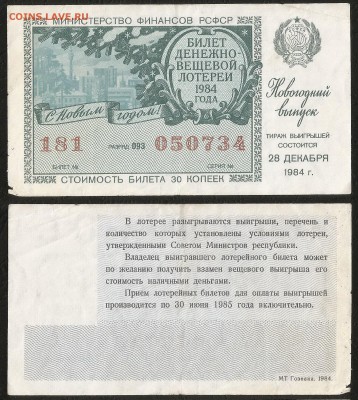 COINS.LAVE.RU
МИНИСТЕРСТВО ФИНАНСОВ РСФСР
БИЛЕТ
ДЕНЕЖНО-
ВЕЩЕВОЙ
ЛОТЕРЕИ
1984
ГОДА
С Новым годом!
181 РАЗРЯД 093 050734
БИЛЕТ № СЕРИЯ №
СТОИМОСТЬ БИЛЕТА 30 КОПЕЕК
Новогодний
выпуск
ТИРАЖ ВЫИГРЫШЕЙ
СОСТОИТСЯ
28 ДЕКАБРЯ
1984 г.
В лотерее разыгрываются выигрыши, перечень и
количество которых установлены условиями лотереи,
утвержденными Советом Министров республики.
Владелец выигравшего лотерейного билета может
по желанию получить взамен вещевого выигрыша его
стоимость наличными деньгами.
Прием лотерейных билетов для оплаты выигрышей
производится по 30 июня 1985 года включительно.
МТ Гознака. 1984.